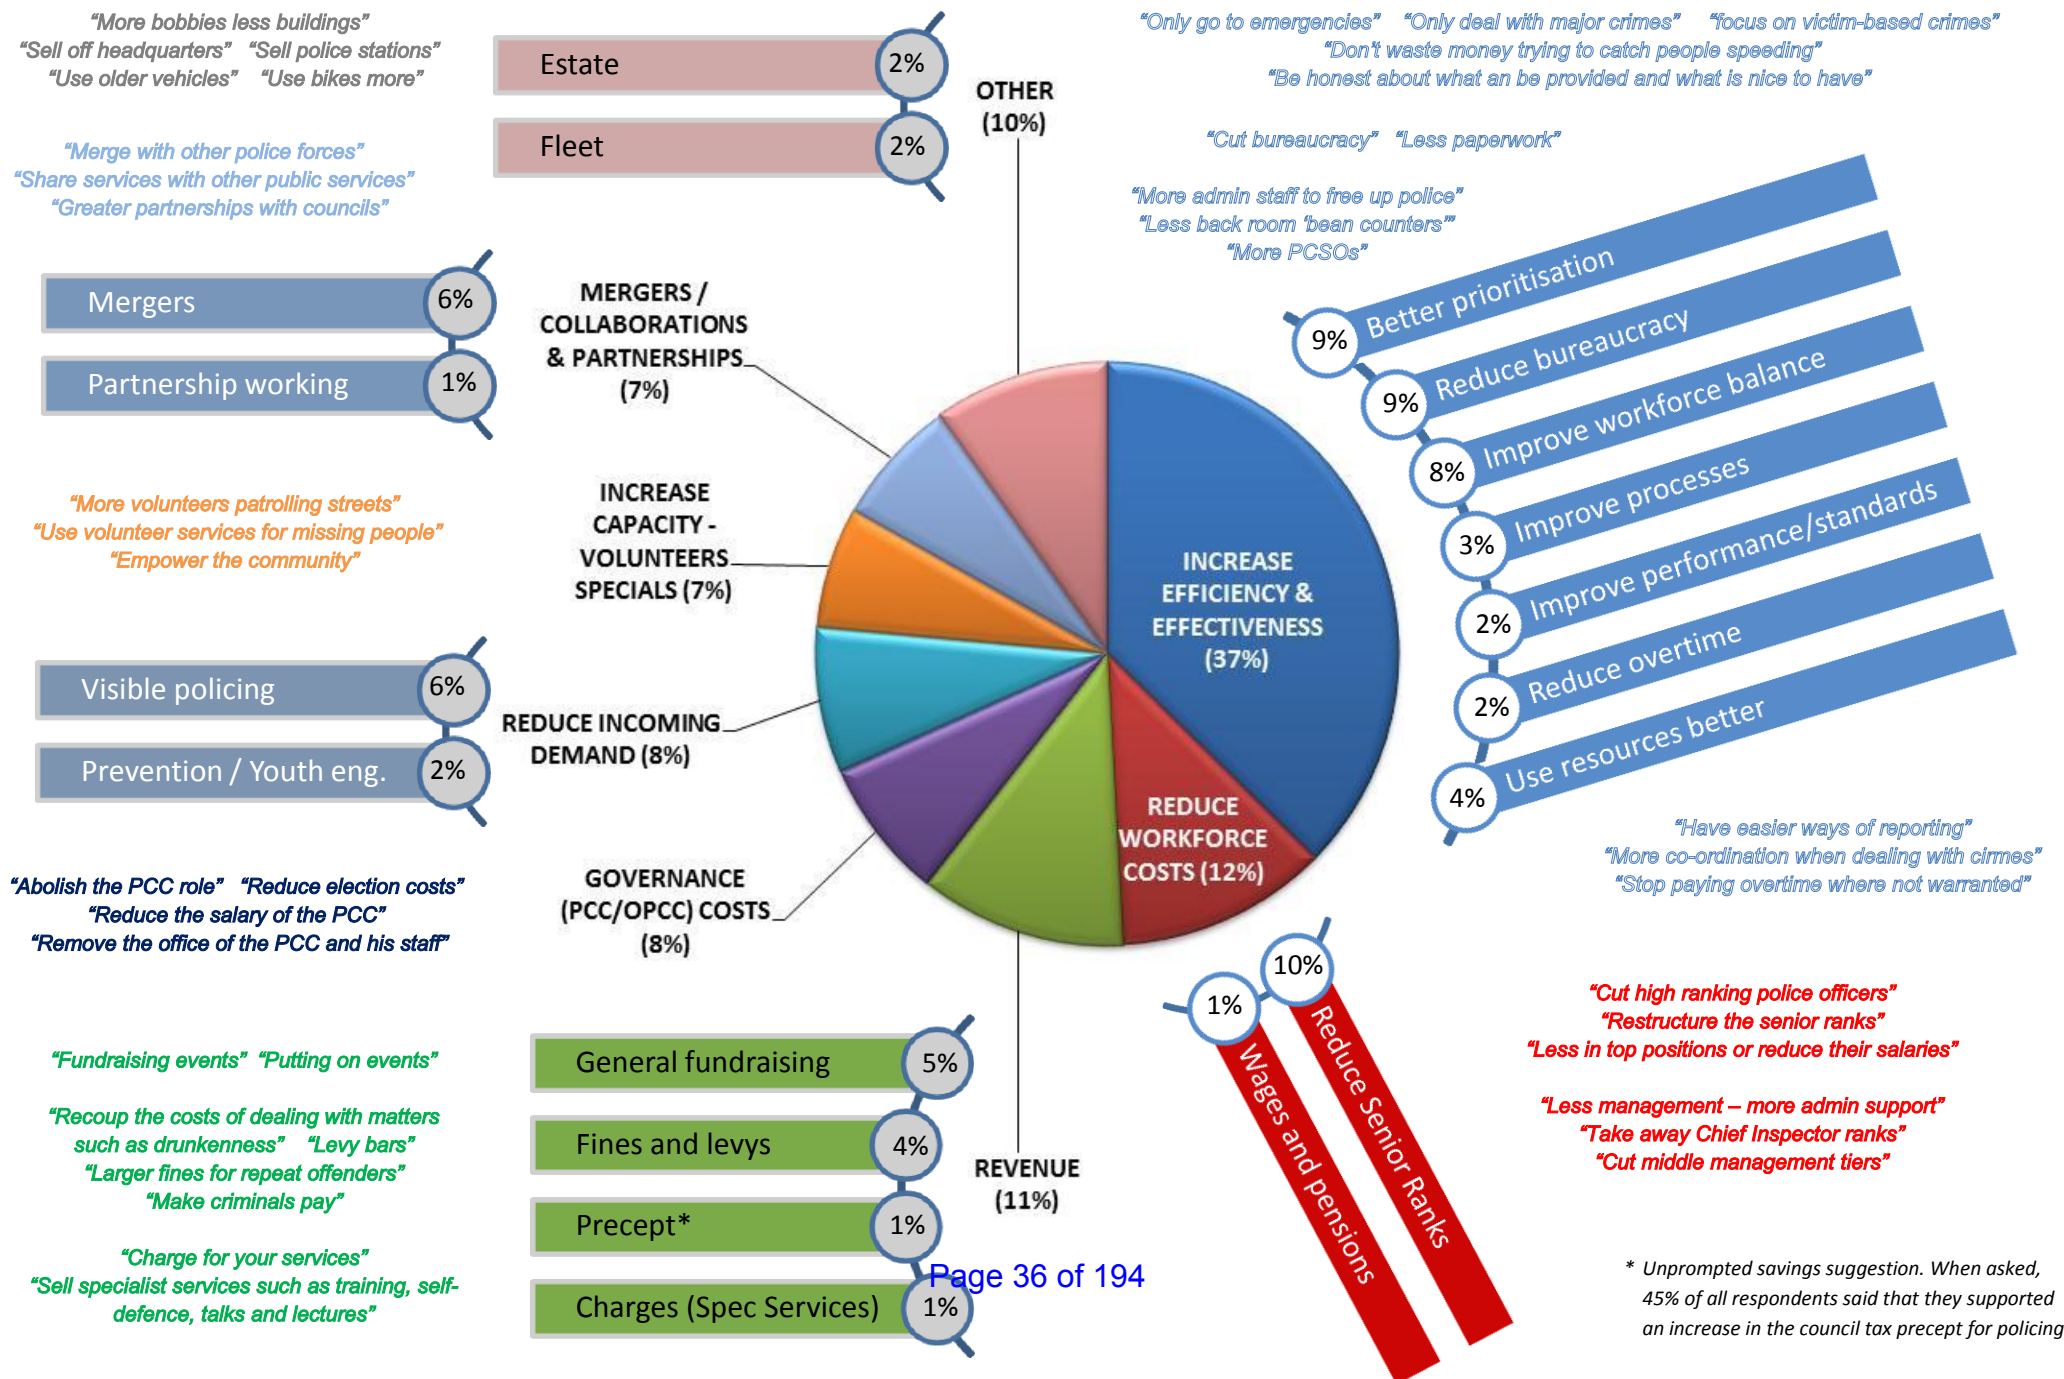 “More bobbies less buildings”
“Sell off headquarters” “Sell police stations”
“Use older vehicles” “Use bikes more”
“Merge with other police forces”
“Share services with other public services”
“Greater partnerships with councils”
Mergers 6%
Partnership working 1%
“More volunteers patrolling streets”
“Use volunteer services for missing people”
“Empower the community”
Visible policing 6%
Prevention / Youth eng. 2%
“Abolish the PCC role” “Reduce election costs”
“Reduce the salary of the PCC”
“Remove the office of the PCC and his staff”
“Fundraising events” “Putting on events”
“Recoup the costs of dealing with matters
such as drunkenness” “Levy bars”
“Larger fines for repeat offenders”
“Make criminals pay”
“Charge for your services”
“Sell specialist services such as training, self-
defence, talks and lectures”
Estate 2%
Fleet 2%
OTHER
(10%)
MERGERS /
COLLABORATIONS
& PARTNERSHIPS
(7%)
INCREASE
CAPACITY -
VOLUNTEERS
SPECIALS (7%)
REDUCE INCOMING
DEMAND (8%)
GOVERNANCE
(PCC/OPCC) COSTS
(8%)
INCREASE
EFFICIENCY &
EFFECTIVENESS
(37%)
REDUCE
WORKFORCE
COSTS (12%)
REVENUE
(11%)
General fundraising 5%
Fines and levys 4%
Precept* 1%
Charges (Spec Services) 1%
Page 36 of 194
“Only go to emergencies” “Only deal with major crimes” “focus on victim-based crimes”
“Don’t waste money trying to catch people speeding”
“Be honest about what an be provided and what is nice to have”
“Cut bureaucracy” “Less paperwork”
“More admin staff to free up police”
“Less back room ‘bean counters’”
“More PCSOs”
9% Better prioritisation
9% Reduce bureaucracy
8% Improve workforce balance
3% Improve processes
2% Improve performance/standards
2% Reduce overtime
4% Use resources better
“Have easier ways of reporting”
“More co-ordination when dealing with cirmes”
“Stop paying overtime where not warranted”
10% Reduce Senior Ranks
1% Wages and pensions
“Cut high ranking police officers”
“Restructure the senior ranks”
“Less in top positions or reduce their salaries”
“Less management – more admin support”
“Take away Chief Inspector ranks”
“Cut middle management tiers”
* Unprompted savings suggestion. When asked,
45% of all respondents said that they supported
an increase in the council tax precept for policing